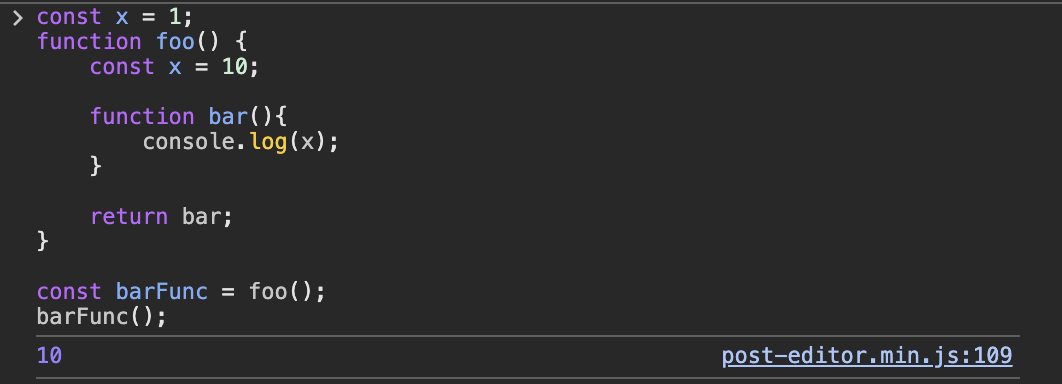 > const x = 1;
function foo() {
    const x = 10;

    function bar(){
        console.log(x);
    }

    return bar;
}

const barFunc = foo();
barFunc();
10 post-editor.min.js:109